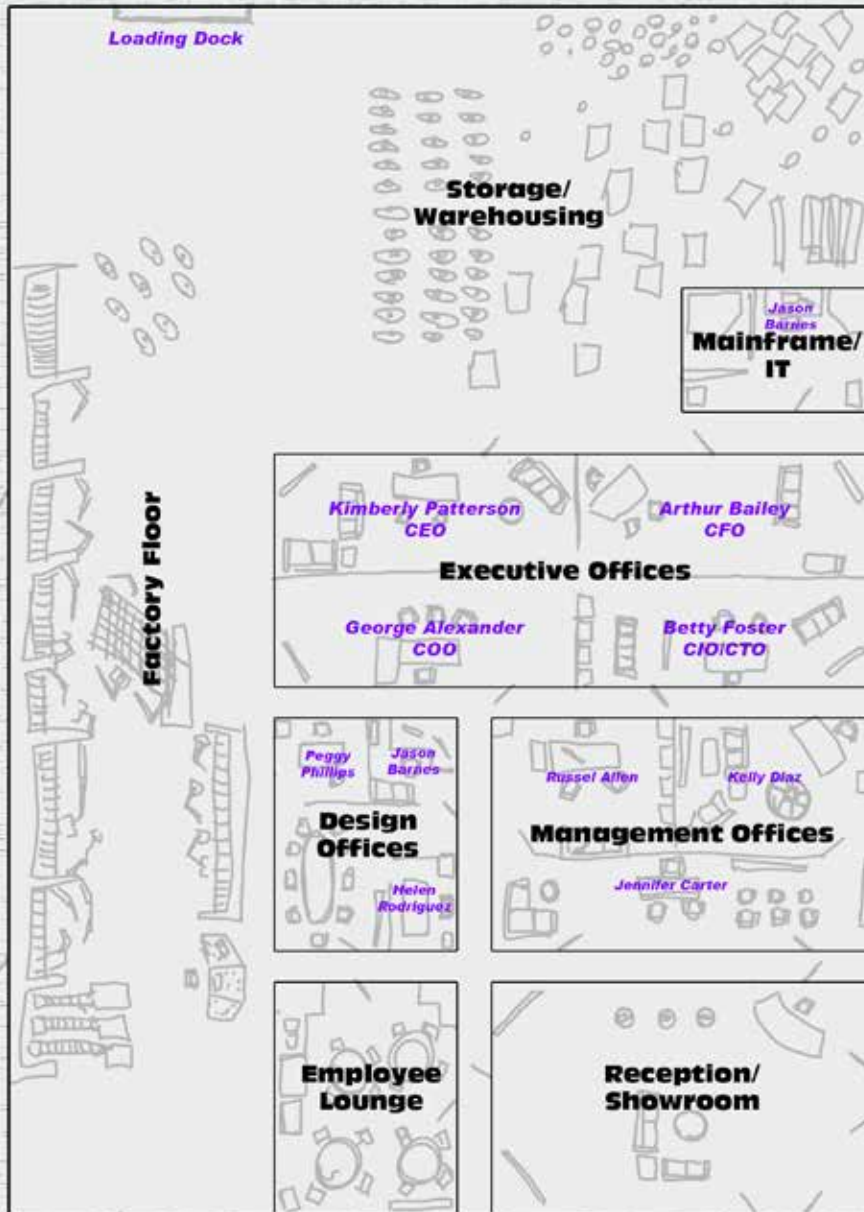 Loading Dock
Storage/
Warehousing
Jason
Barnes
Mainframe/
IT
Kimberly Patterson
CEO
Arthur Bailey
CFO
Executive Offices
George Alexander
COO
Betty Foster
CIO/CTO
Factory Floor
Peggy
Phillips
Jason
Barnes
Design
Offices
Helen
Rodriguez
Russel Allen
Kelly Diaz
Management Offices
Jennifer Carter
Employee
Lounge
Reception/
Showroom